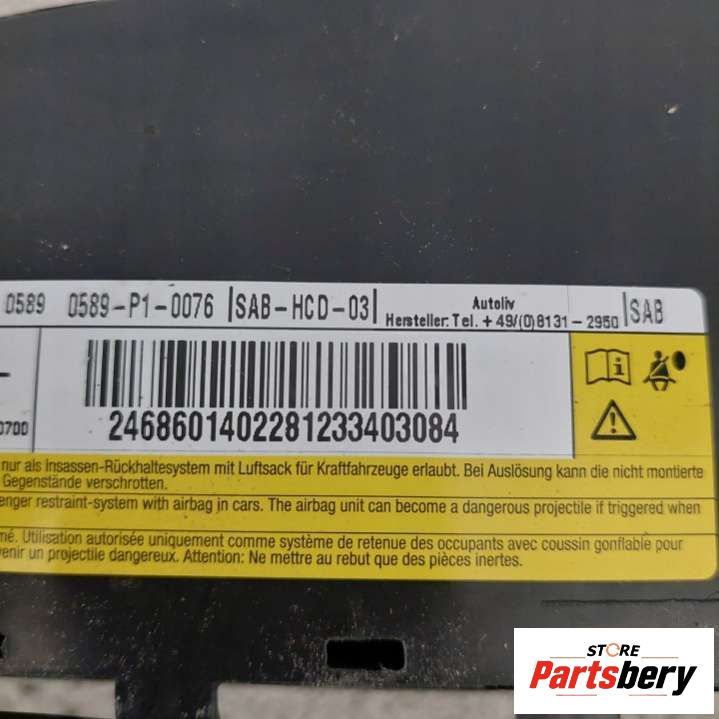 0589 0589-P1-0076 |SAB-HCD-03| Autoliv Hersteller: Tel. + 49/(0)8131-2950 |SAB
0700
24686014022812334030​84
nur als Insassen-Rückhaltesystem mit Luftsack für Kraftfahrzeuge erlaubt. Bei Auslösung kann die nicht montierte
Gegenstände verschrotten.
enger restraint-system with airbag in cars. The airbag unit can become a dangerous projectile if triggered when
mé. Utilisation autorisée uniquement comme système de retenue des occupants avec coussin gonflable pour
venir un projectile dangereux. Attention: Ne mettre au rebut que des pièces inertes.
STORE
Partsbery